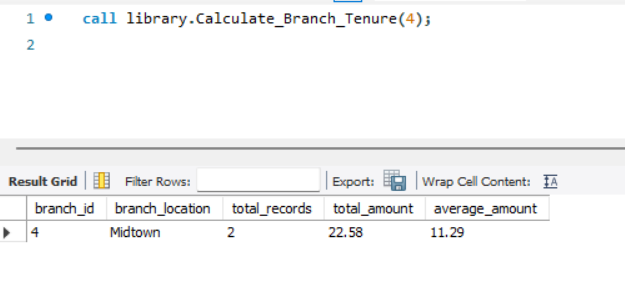 1 call library.Calculate_Branch_Tenure(4);
2
Result Grid Filter Rows: Export: Wrap Cell Content: IA
branch_id branch_location total_records total_amount average_amount
4 Midtown 2 22.58 11.29